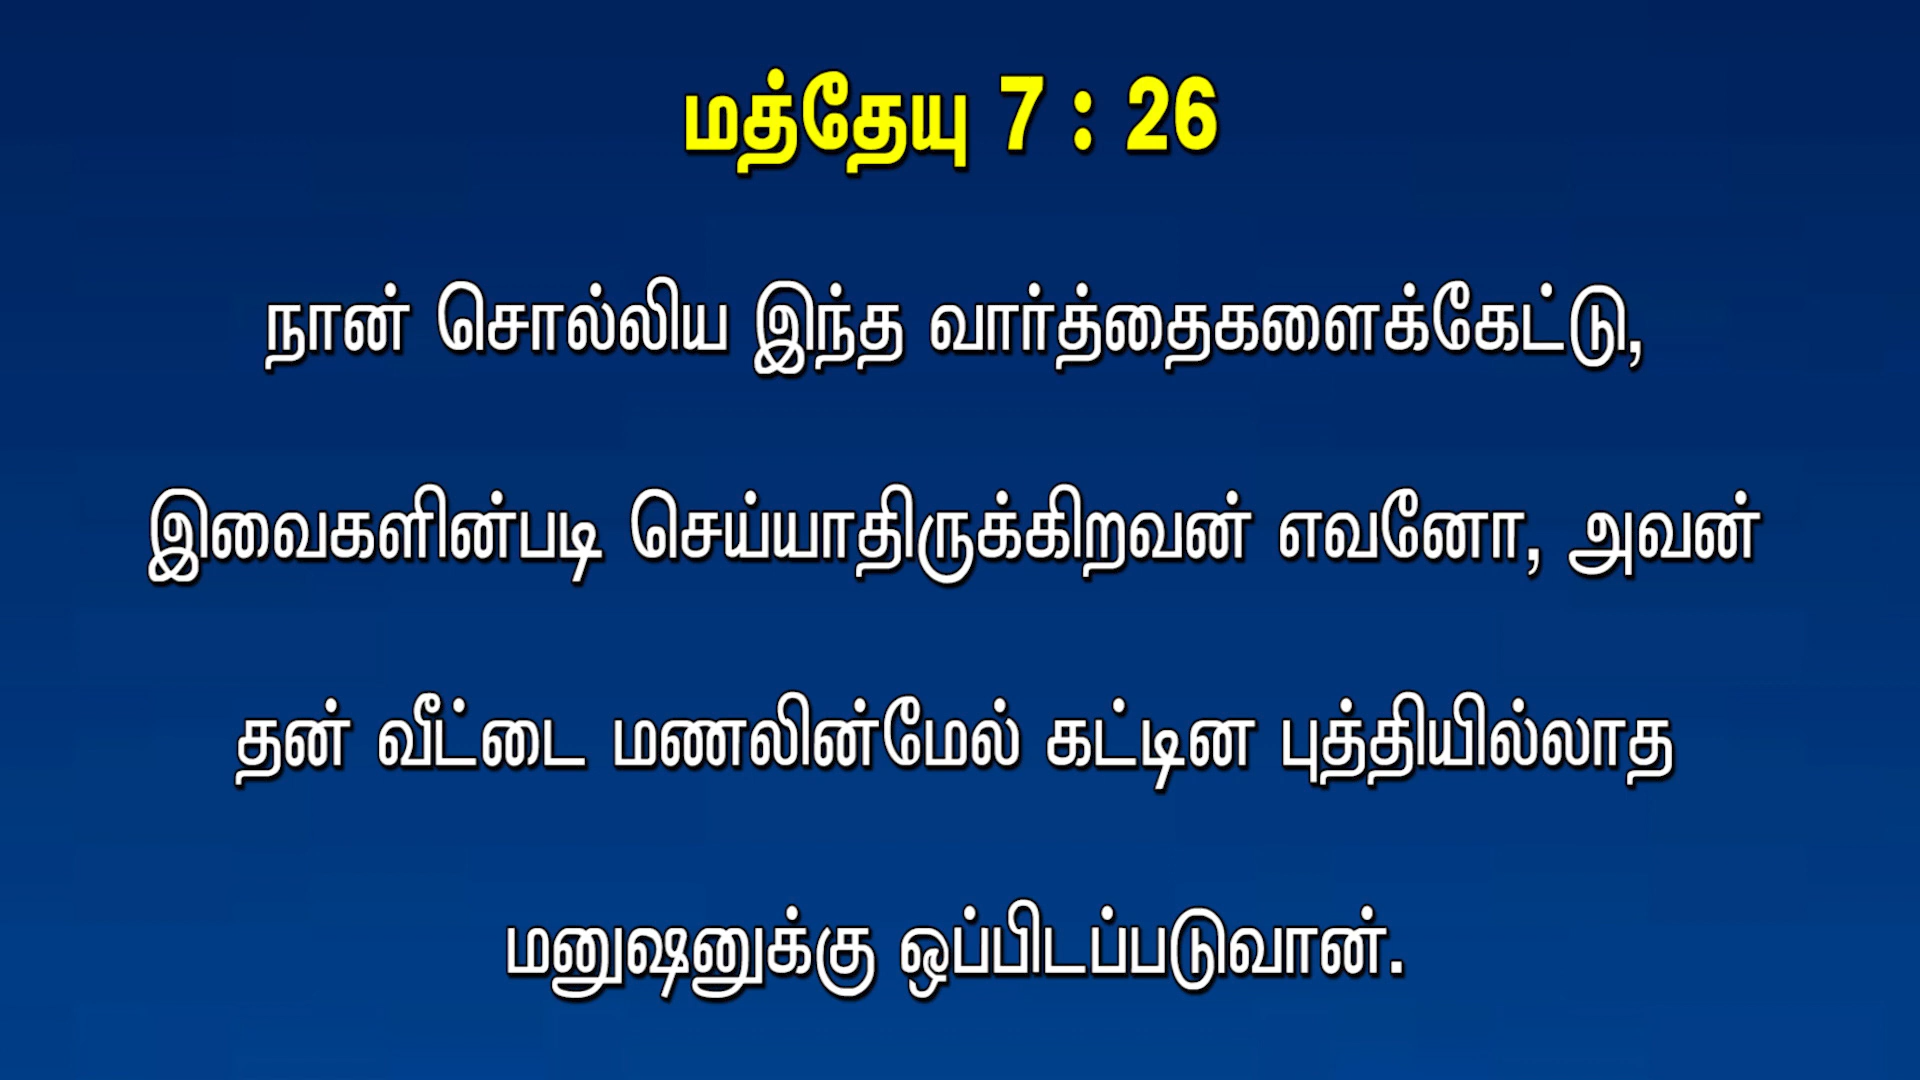 மத்தேயு 7 : 26
நான் சொல்லிய இந்த வார்த்தைகளைக்கேட்டு,
இவைகளின்படி செய்யாதிருக்கிறவன் எவனோ, அவன்
தன் வீட்டை மணலின்மேல் கட்டின புத்தியில்லாத
மனுஷனுக்கு ஒப்பிடப்படுவான்.